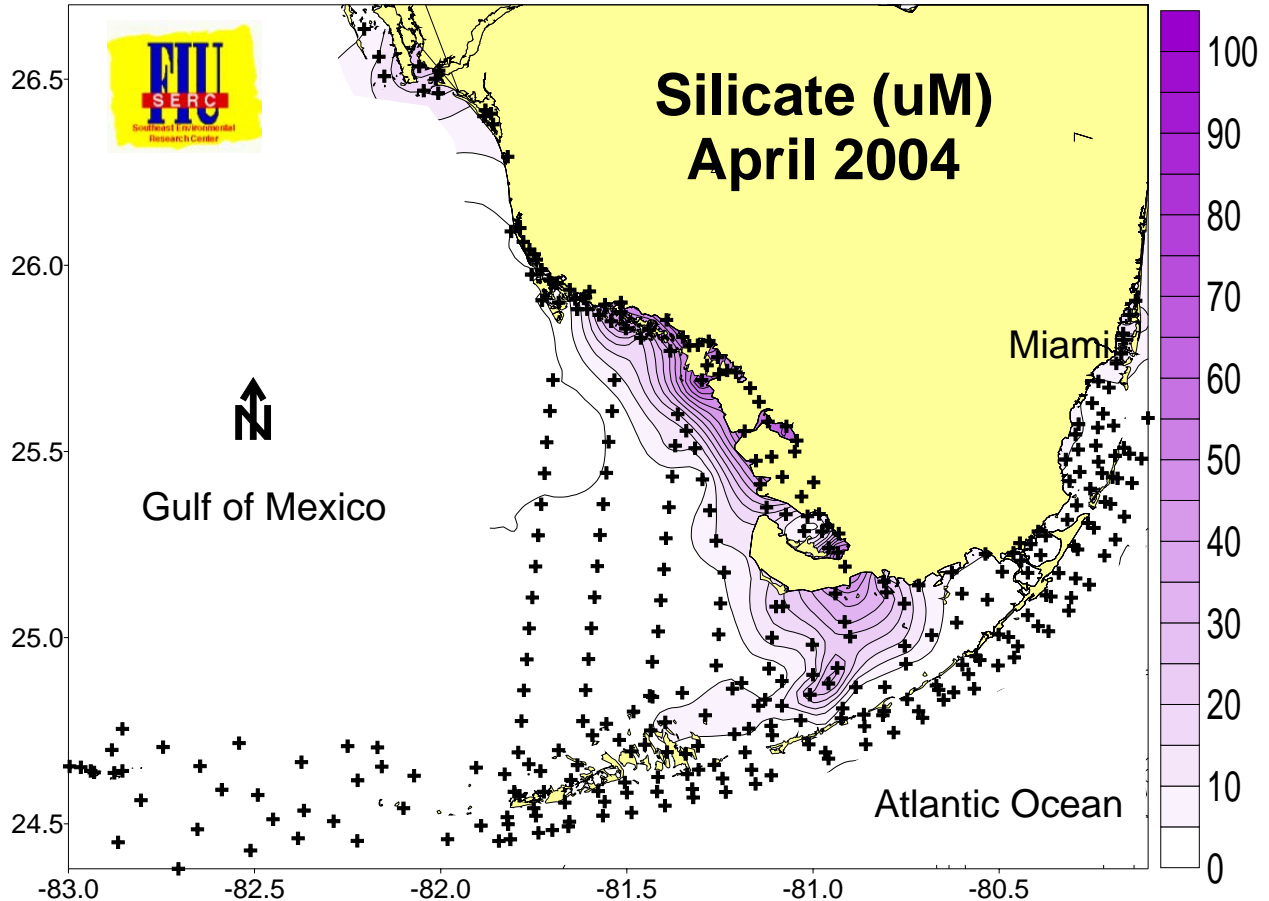 FIU
SERC
Southeast Environmental
Research Center
Silicate (uM)
April 2004
Miami
N
Gulf of Mexico
Atlantic Ocean
26.5
26.0
25.5
25.0
24.5
-83.0
-82.5
-82.0
-81.5
-81.0
-80.5
100
90
80
70
60
50
40
30
20
10
0